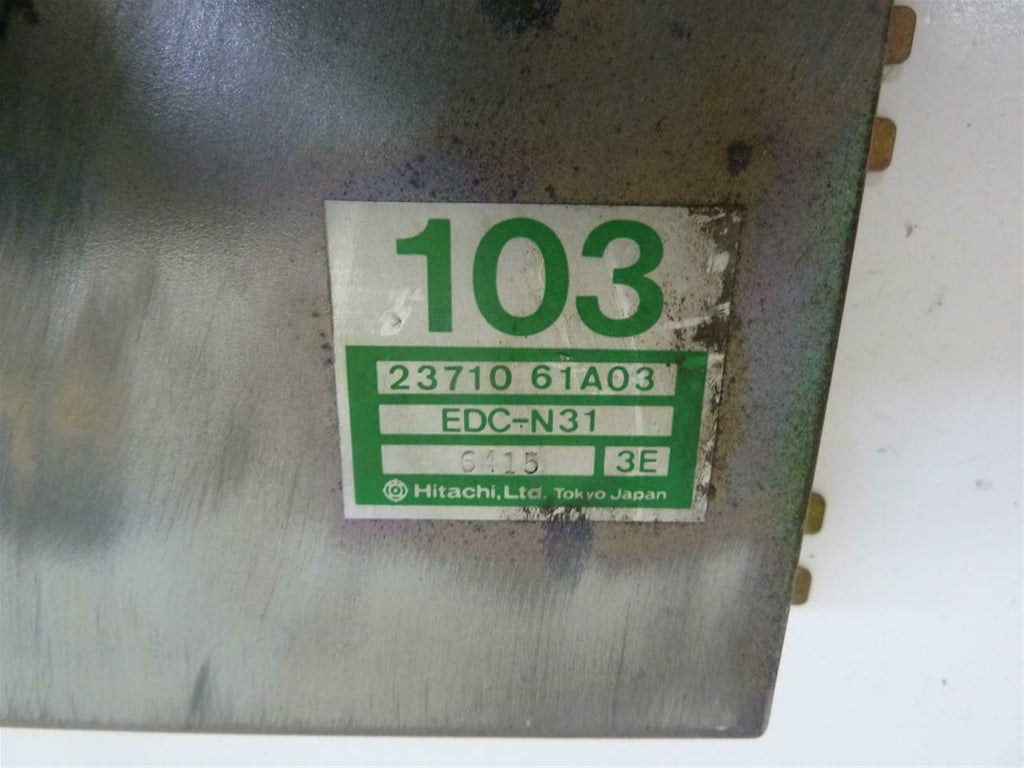 103
23710 61A03
EDC-N31
6415 3E
Hitachi, Ltd. Tokyo Japan